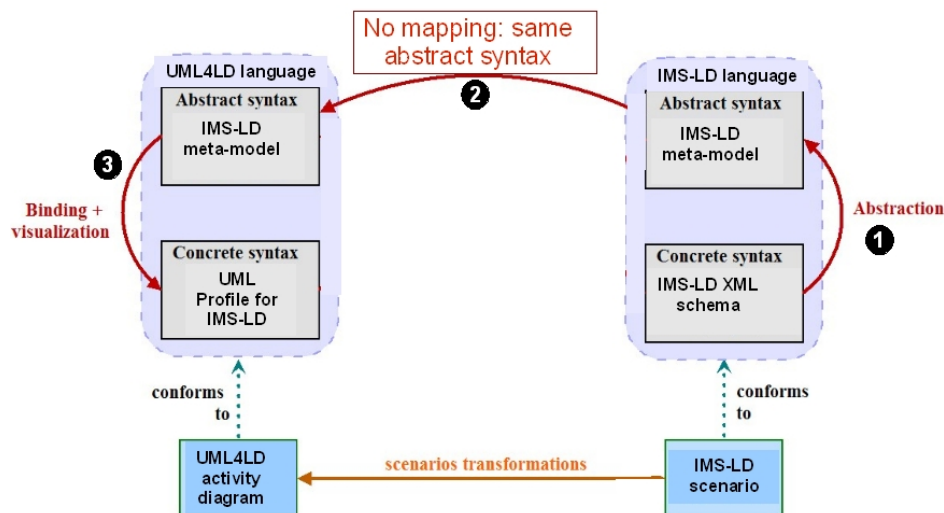 No mapping: same
abstract syntax
UML4LD language
IMS-LD language
2
Abstract syntax
IMS-LD
meta-model
Abstract syntax
IMS-LD
meta-model
3
Binding +
visualization
Abstraction
1
Concrete syntax
UML
Profile for
IMS-LD
Concrete syntax
IMS-LD XML
schema
conforms
to
conforms
to
UML4LD
activity
diagram
scenarios transformations
IMS-LD
scenario